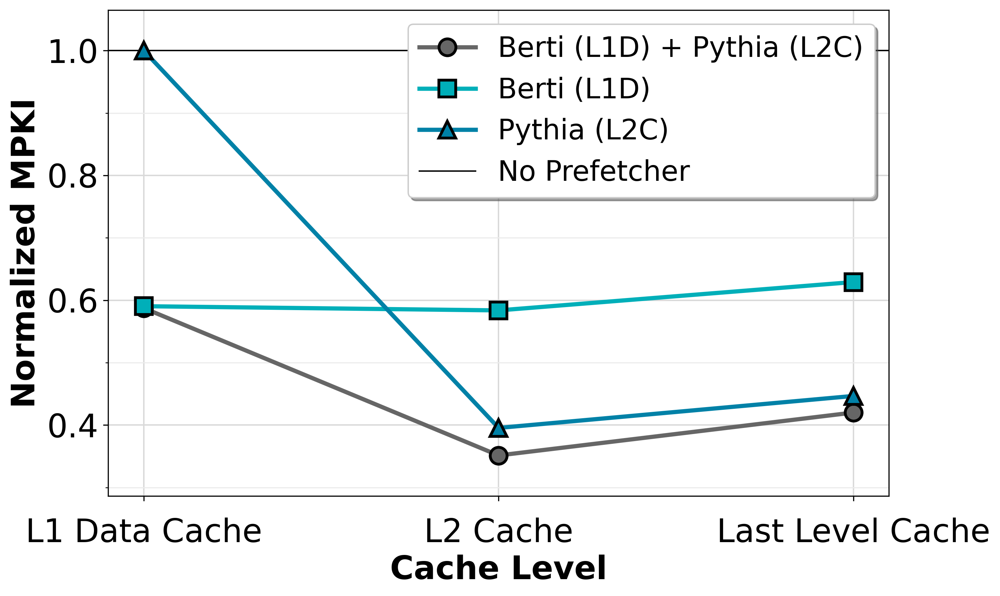 Normalized MPKI
1.0
0.8
0.6
0.4
Berti (L1D) + Pythia (L2C)
Berti (L1D)
Pythia (L2C)
No Prefetcher
L1 Data Cache
L2 Cache
Last Level Cache
Cache Level